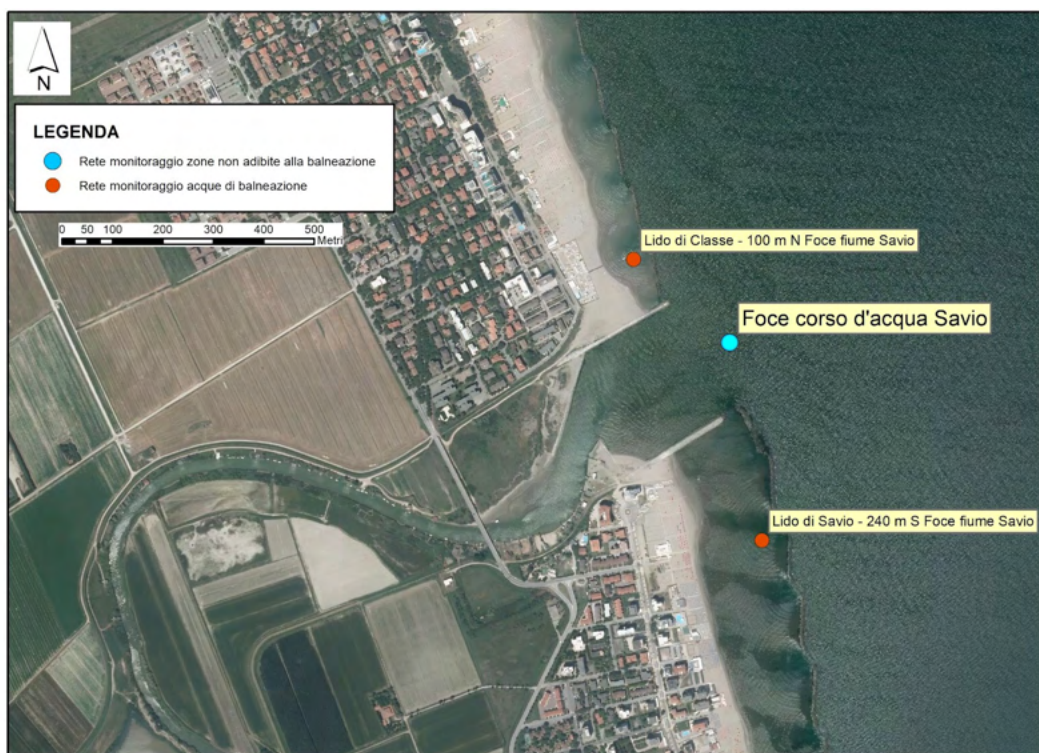 N
LEGENDA
Rete monitoraggio zone non adibite alla balneazione
Rete monitoraggio acque di balneazione
0 50 100 200 300 400 500
Metri
Lido di Classe - 100 m N Foce fiume Savio
Foce corso d'acqua Savio
Lido di Savio - 240 m S Foce fiume Savio